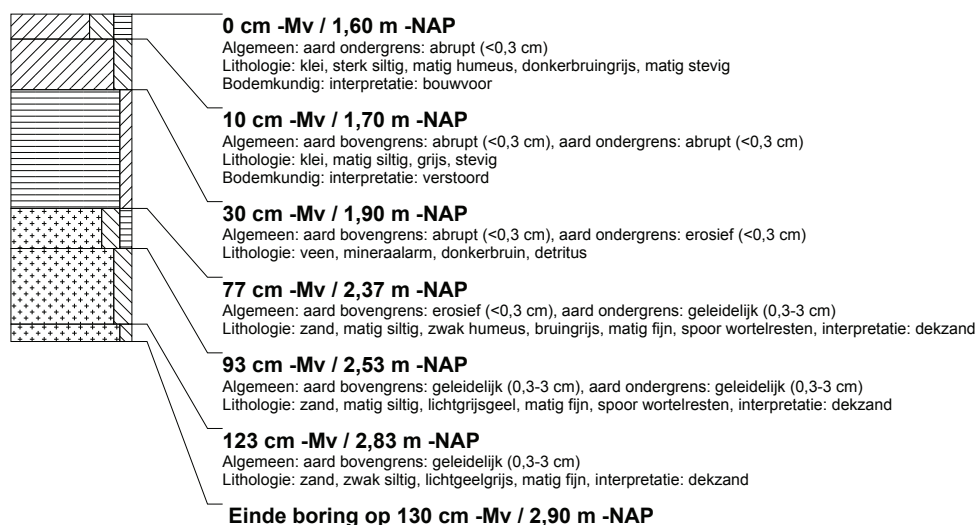 0 cm -Mv / 1,60 m -NAP
Algemeen: aard ondergrens: abrupt (<0,3 cm)
Lithologie: klei, sterk siltig, matig humeus, donkerbruingrijs, matig stevig
Bodemkundig: interpretatie: bouwvoor
10 cm -Mv / 1,70 m -NAP
Algemeen: aard bovengrens: abrupt (<0,3 cm), aard ondergrens: abrupt (<0,3 cm)
Lithologie: klei, matig siltig, grijs, stevig
Bodemkundig: interpretatie: verstoord
30 cm -Mv / 1,90 m -NAP
Algemeen: aard bovengrens: abrupt (<0,3 cm), aard ondergrens: erosief (<0,3 cm)
Lithologie: veen, mineraalarm, donkerbruin, detritus
77 cm -Mv / 2,37 m -NAP
Algemeen: aard bovengrens: erosief (<0,3 cm), aard ondergrens: geleidelijk (0,3-3 cm)
Lithologie: zand, matig siltig, zwak humeus, bruingrijs, matig fijn, spoor wortelresten, interpretatie: dekzand
93 cm -Mv / 2,53 m -NAP
Algemeen: aard bovengrens: geleidelijk (0,3-3 cm), aard ondergrens: geleidelijk (0,3-3 cm)
Lithologie: zand, matig siltig, lichtgrijsgeel, matig fijn, spoor wortelresten, interpretatie: dekzand
123 cm -Mv / 2,83 m -NAP
Algemeen: aard bovengrens: geleidelijk (0,3-3 cm)
Lithologie: zand, zwak siltig, lichtgeelgrijs, matig fijn, interpretatie: dekzand
Einde boring op 130 cm -Mv / 2,90 m -NAP